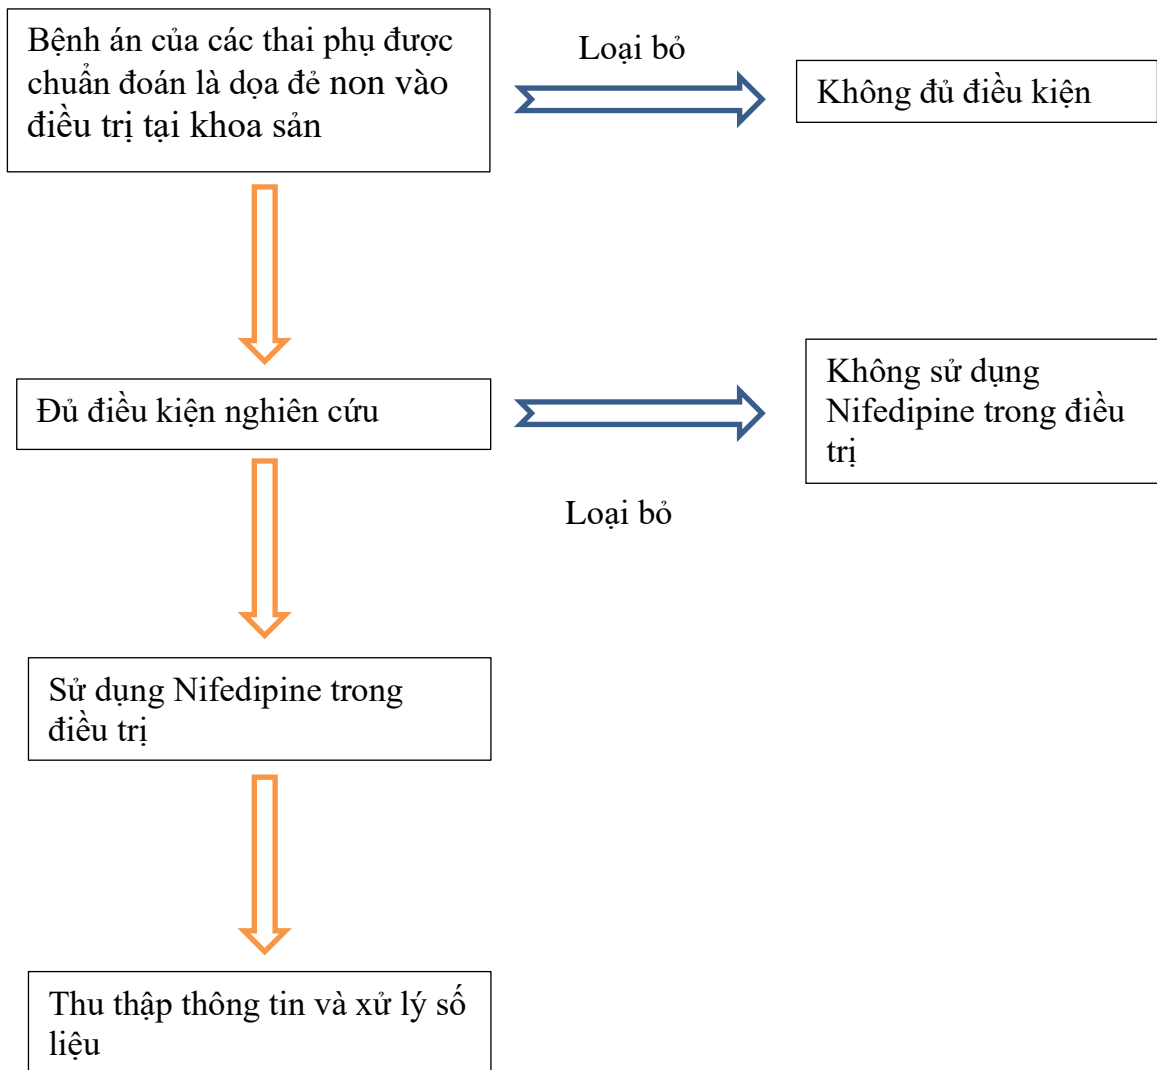 Bệnh án của các thai phụ được
chuẩn đoán là dọa đẻ non vào
điều trị tại khoa sản
Loại bỏ
Không đủ điều kiện
Đủ điều kiện nghiên cứu
Không sử dụng
Nifedipine trong điều
trị
Loại bỏ
Sử dụng Nifedipine trong
điều trị
Thu thập thông tin và xử lý số
liệu